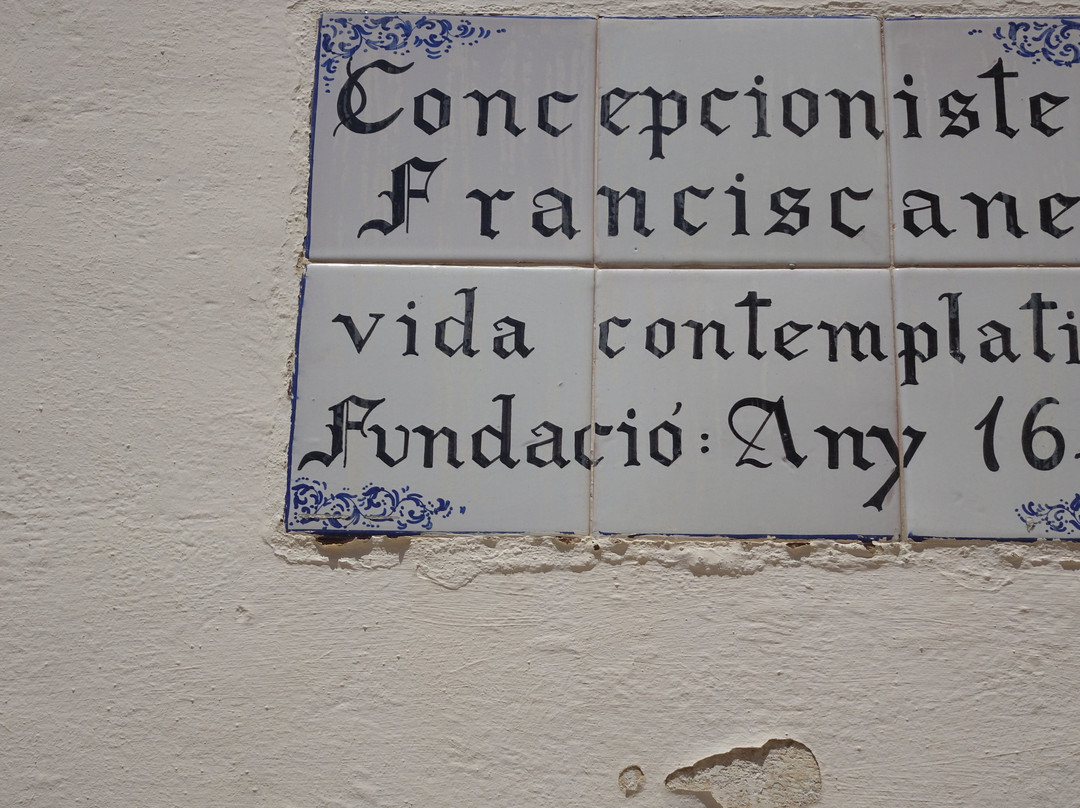 Concepcioniste
Franciscane
vida contemplati
Fundació: Any 16